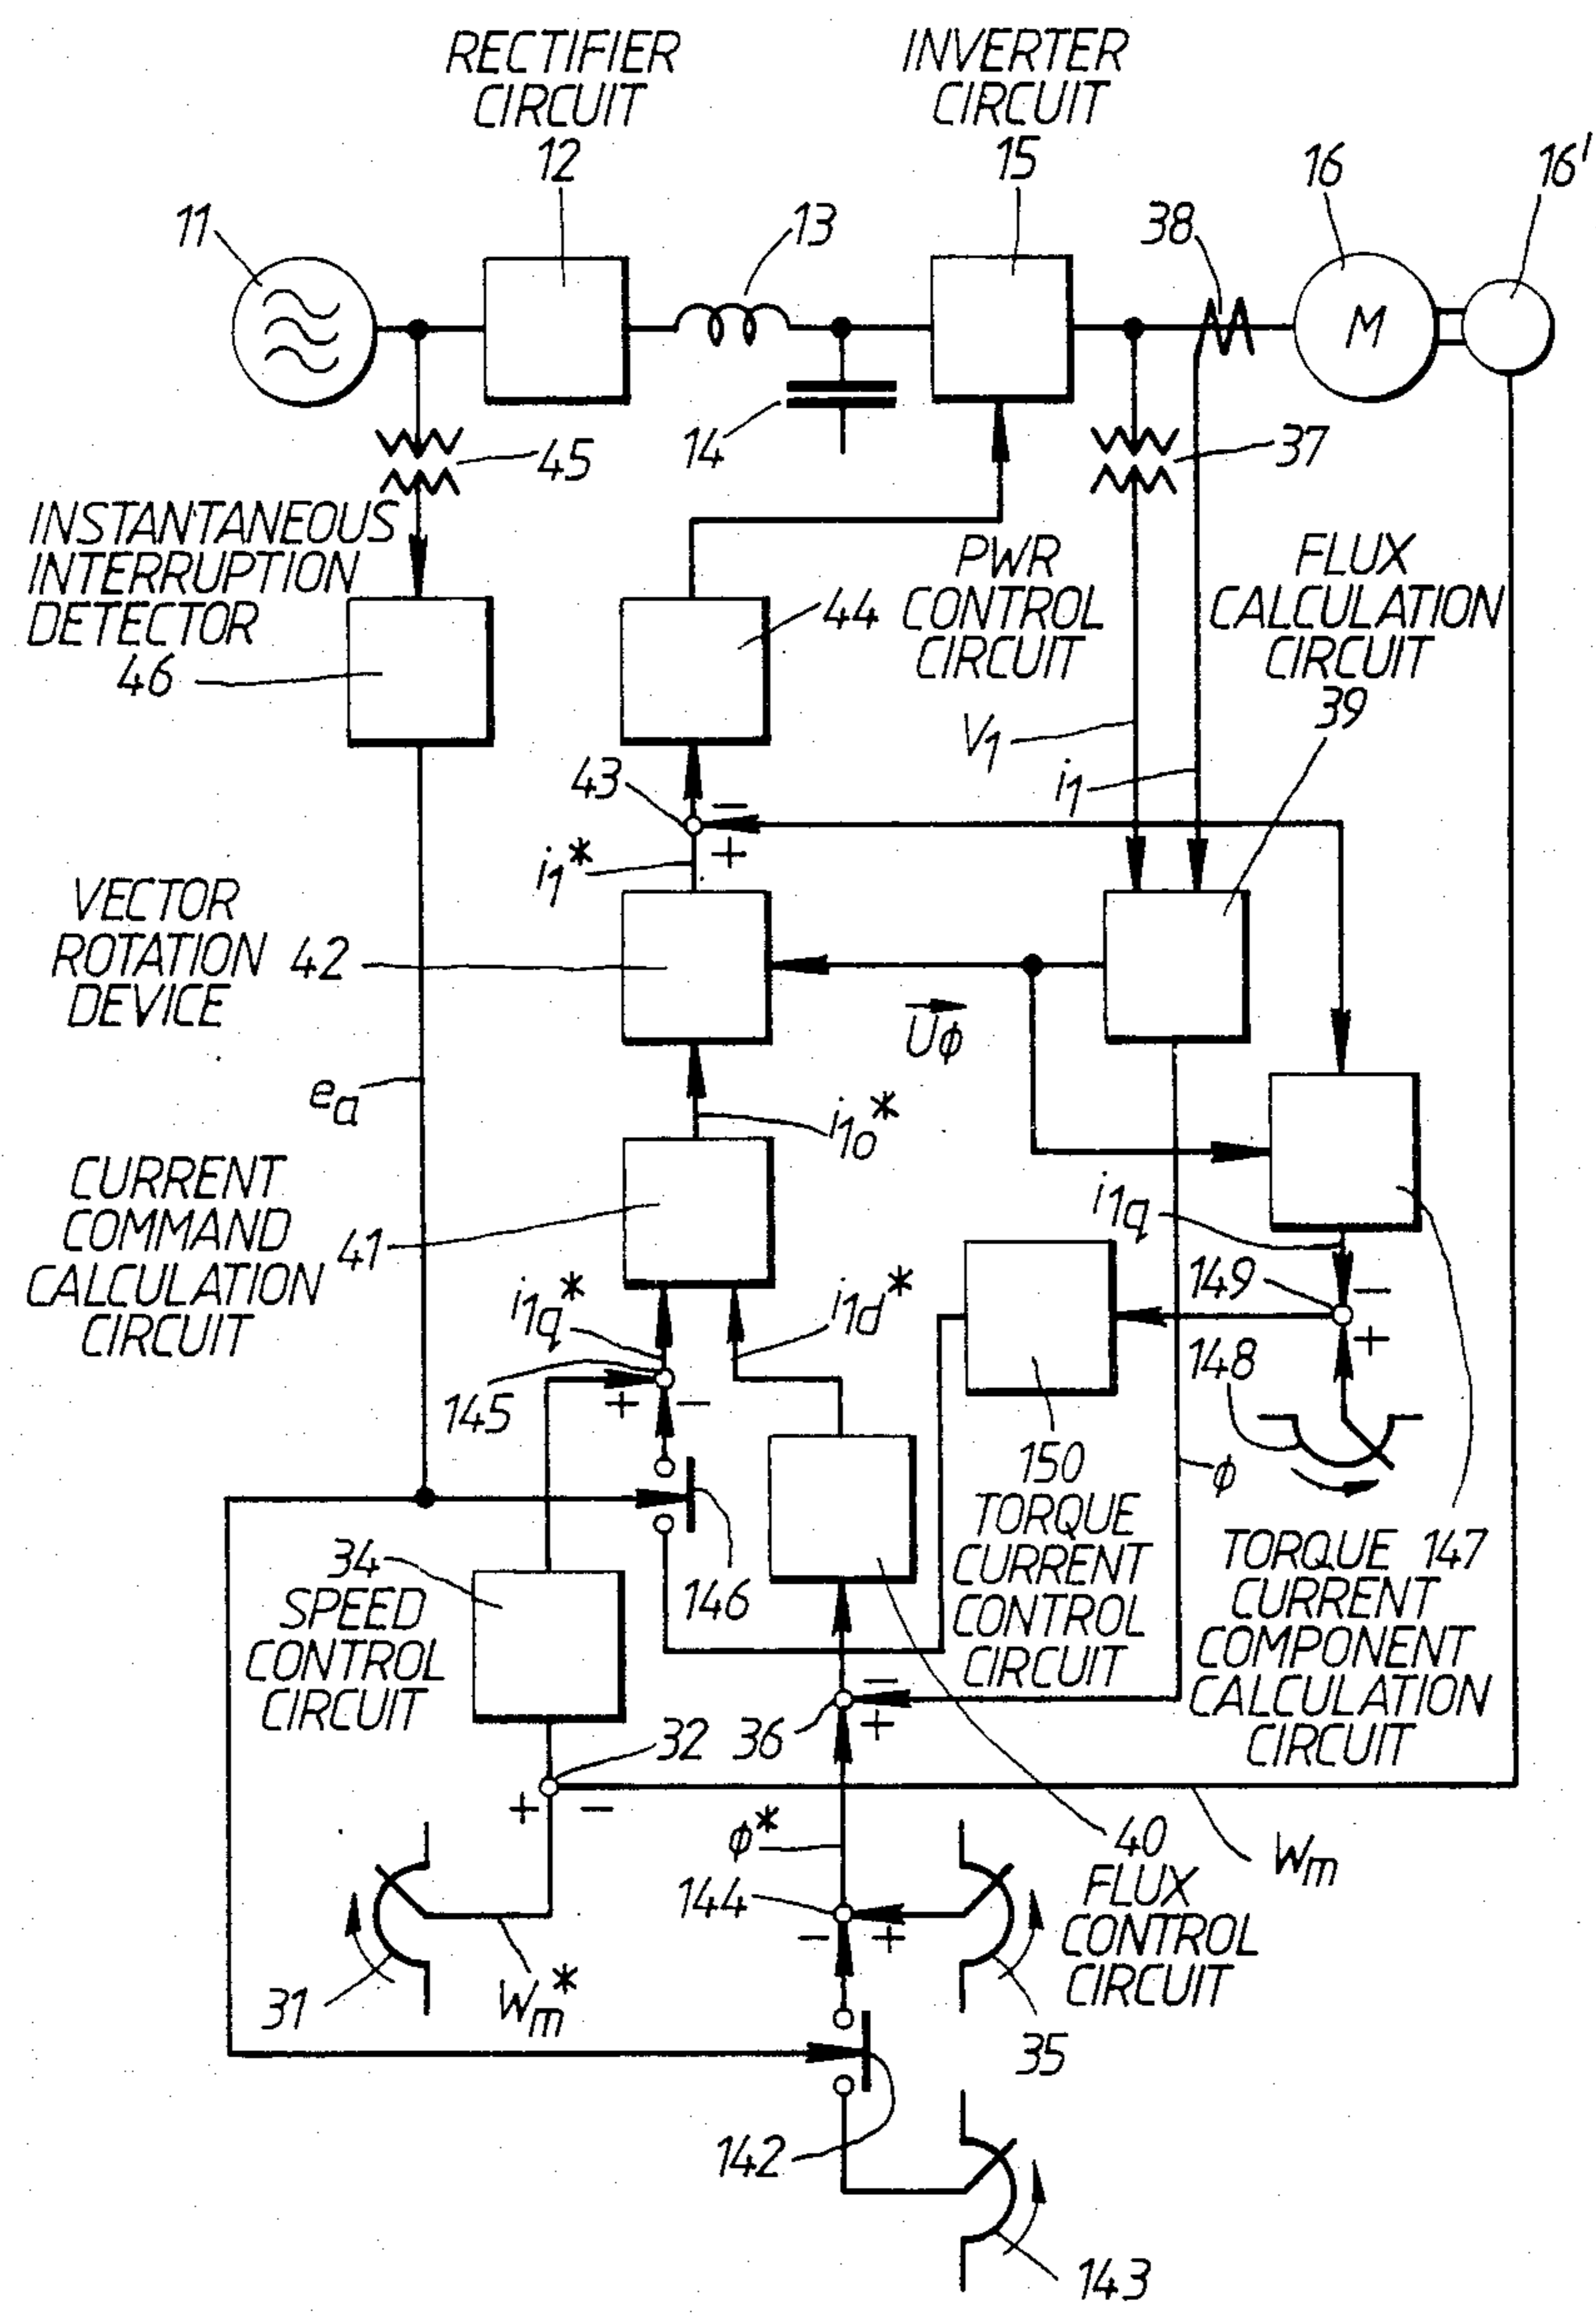 RECTIFIER
CIRCUIT
12
INVERTER
CIRCUIT
15
16
16'
11
13
38
M
14
45
37
INSTANTANEOUS
INTERRUPTION
DETECTOR
46
44
PWR
CONTROL
CIRCUIT
FLUX
CALCULATION
CIRCUIT
39
V1
i1
43
−
+
i1*
VECTOR
ROTATION
DEVICE
42
Uϕ
ea
i1o*
CURRENT
COMMAND
CALCULATION
CIRCUIT
41
i1q
149
−
+
i1q*
i1d*
148
145
+
−
150
TORQUE
CURRENT
CONTROL
CIRCUIT
ϕ
34
SPEED
CONTROL
CIRCUIT
146
TORQUE 147
CURRENT
COMPONENT
CALCULATION
CIRCUIT
32
36
−
+
+
−
ϕ*
40
FLUX
CONTROL
CIRCUIT
Wm
144
−
+
31
Wm*
35
142
143